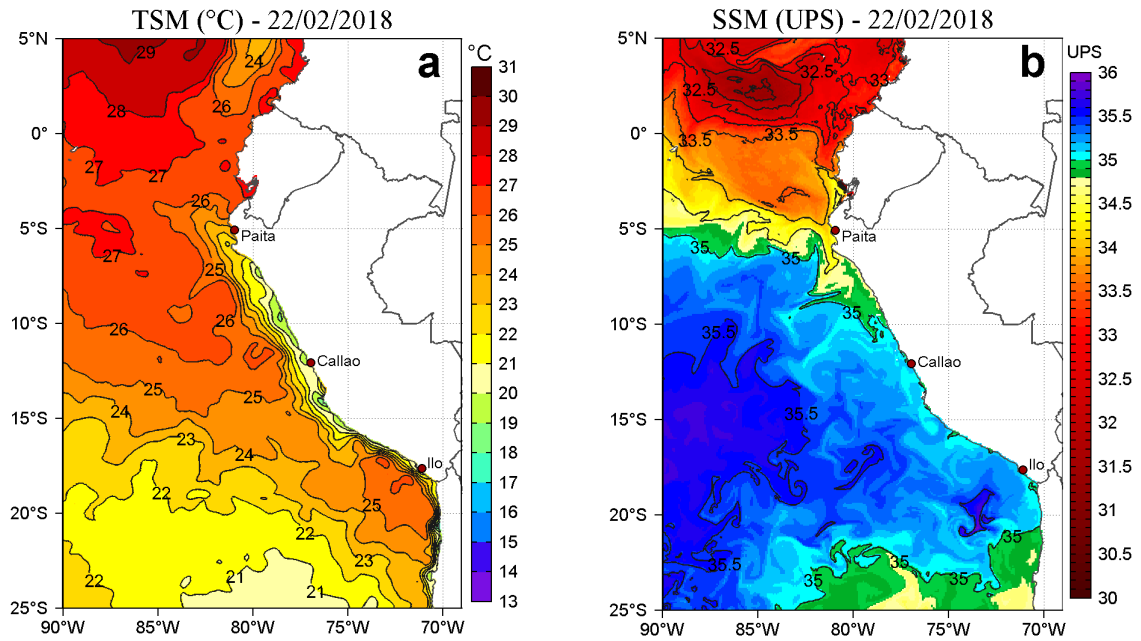 TSM (°C) - 22/02/2018
SSM (UPS) - 22/02/2018
a
°C
31
30
29
28
27
26
25
24
23
22
21
20
19
18
17
16
15
14
13
5°N
0°
5°S
10°S
15°S
20°S
25°S
90°W
85°W
80°W
75°W
70°W
29
24
28
26
27
27
26
27
25
26
26
25
25
24
23
24
22
25
22
23
22
21
21
Paita
Callao
Ilo
b
UPS
36
35.5
35
34.5
34
33.5
33
32.5
32
31.5
31
30.5
30
5°N
0°
5°S
10°S
15°S
20°S
25°S
90°W
85°W
80°W
75°W
70°W
32.5
32.5
33
32.5
33.5
33.5
35
35
35.5
35.5
35
35
35
35.5
35
Paita
Callao
Ilo